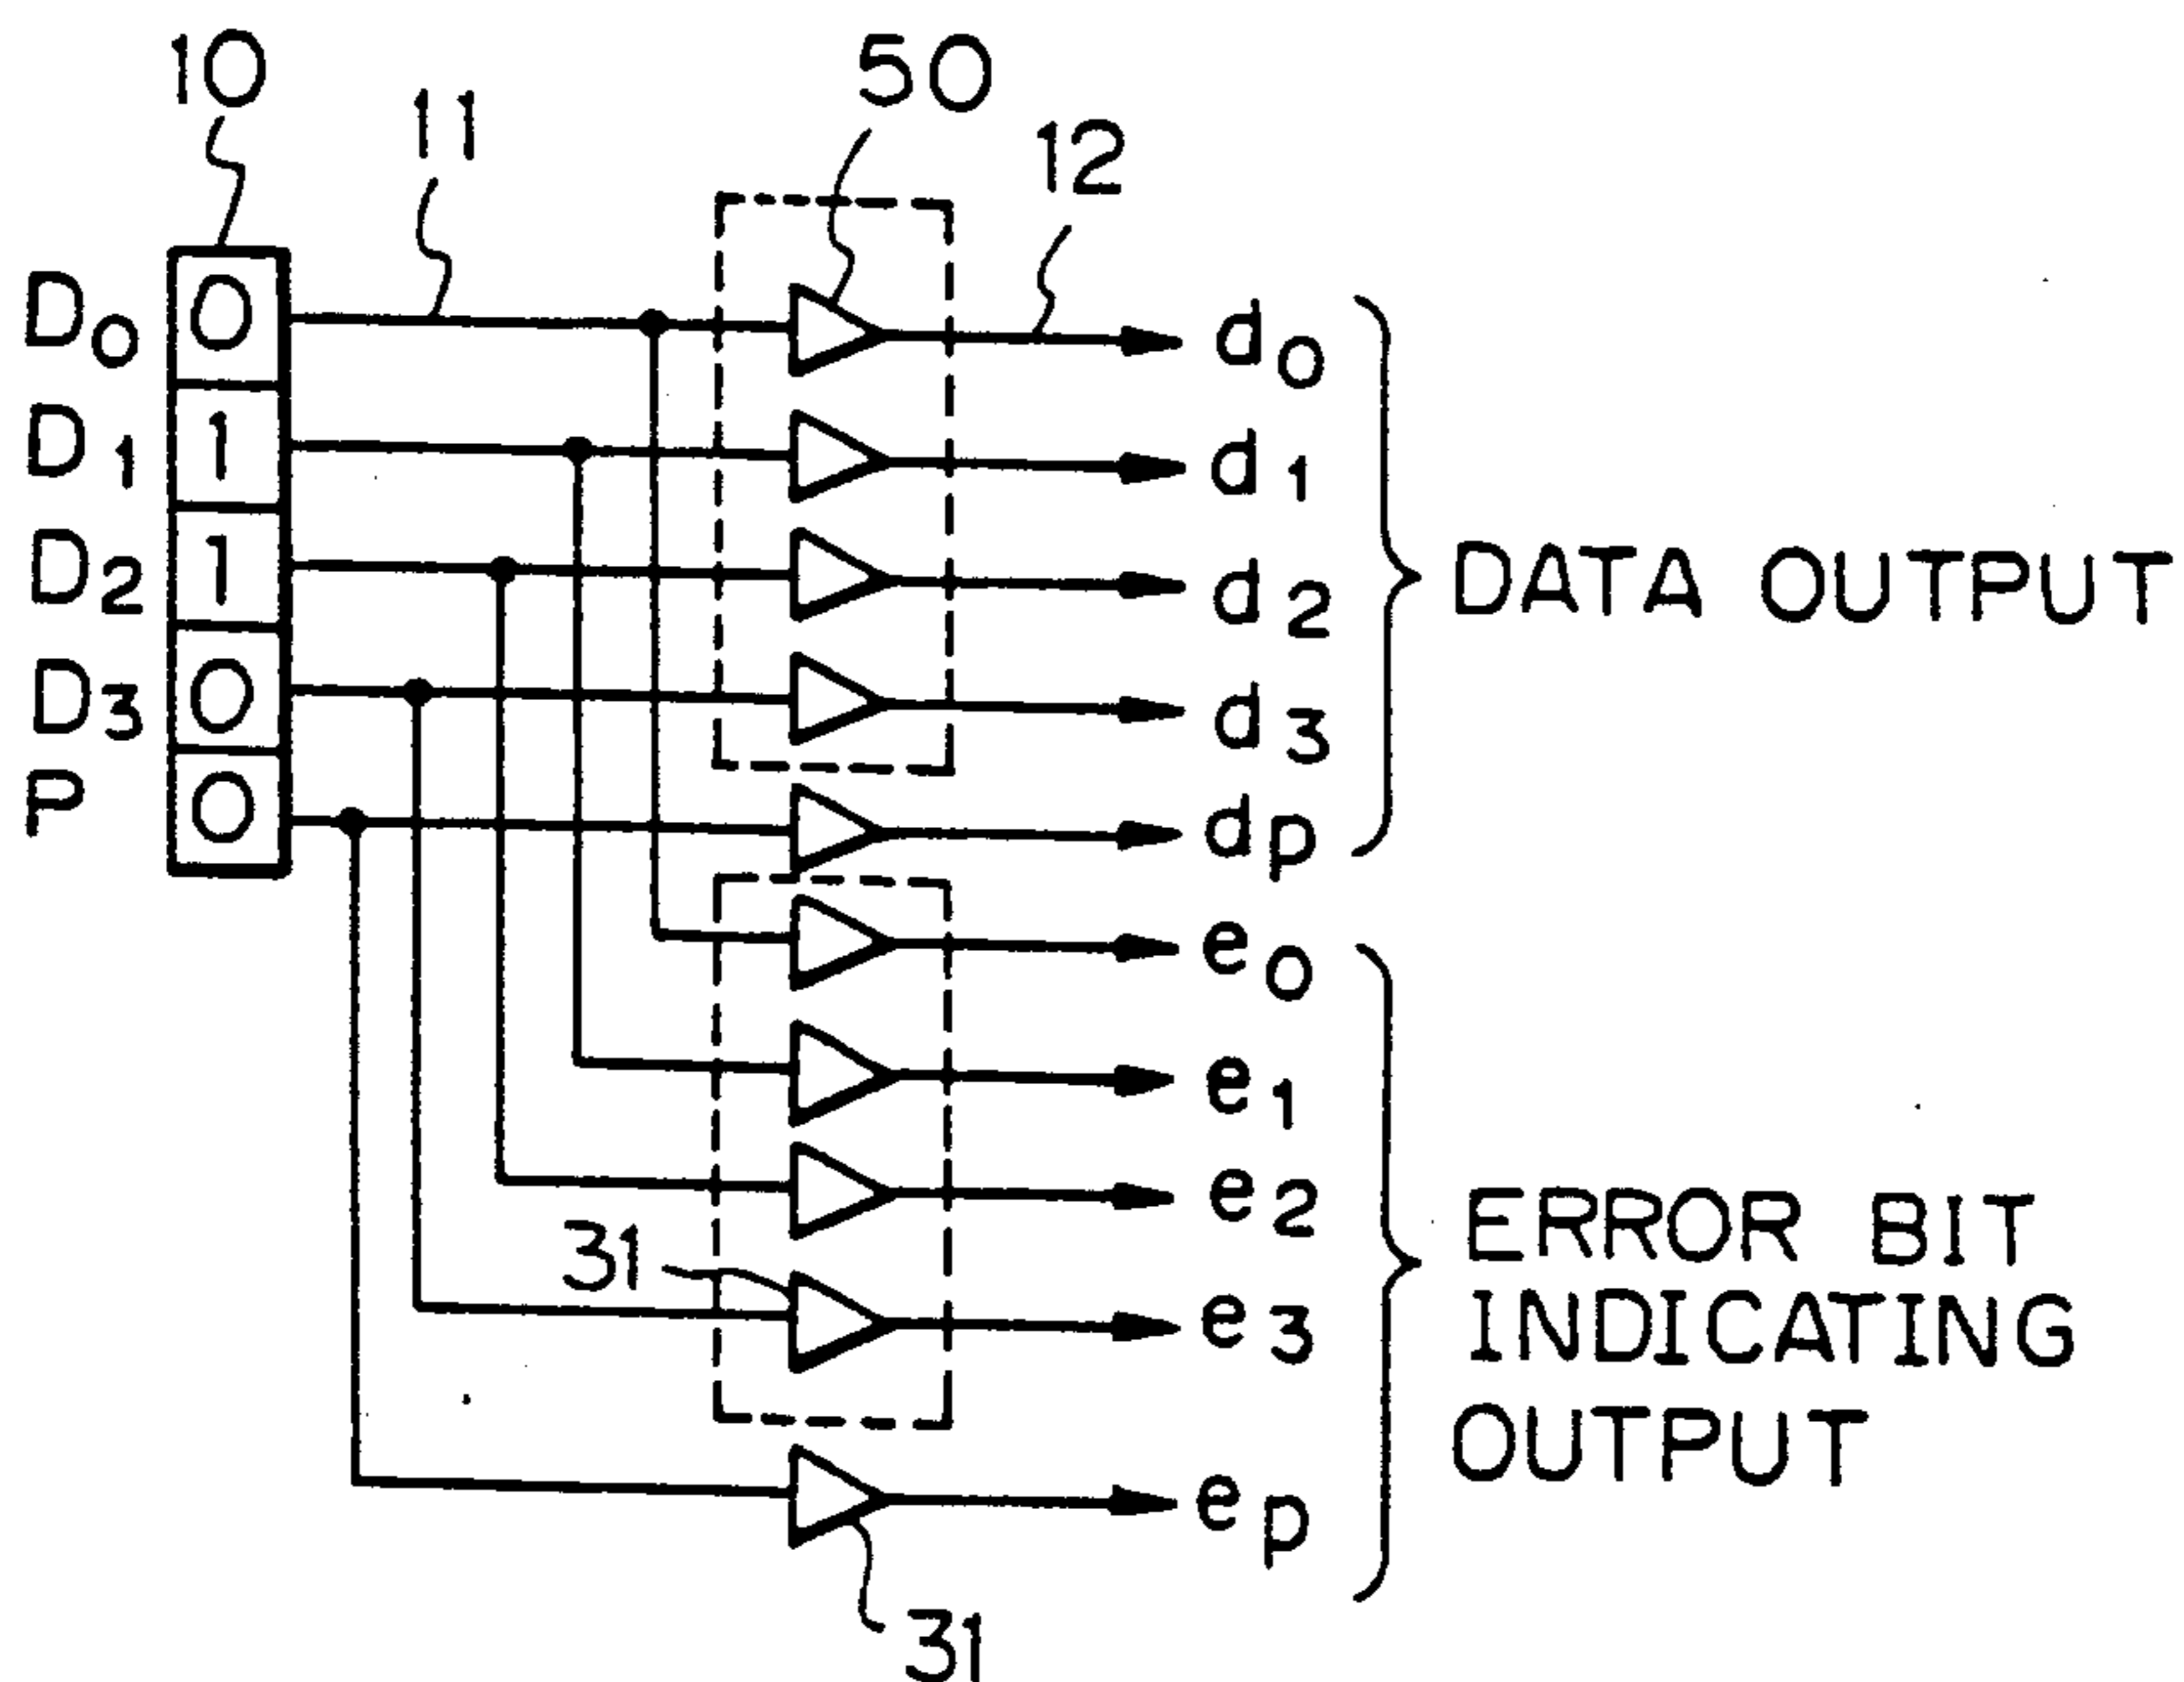 10
11
50
12
D0 0 d0
D1 1 d1
D2 1 d2
DATA OUTPUT
D3 0 d3
P 0 dp
e0
e1
e2
ERROR BIT
INDICATING
OUTPUT
31
e3
ep
31